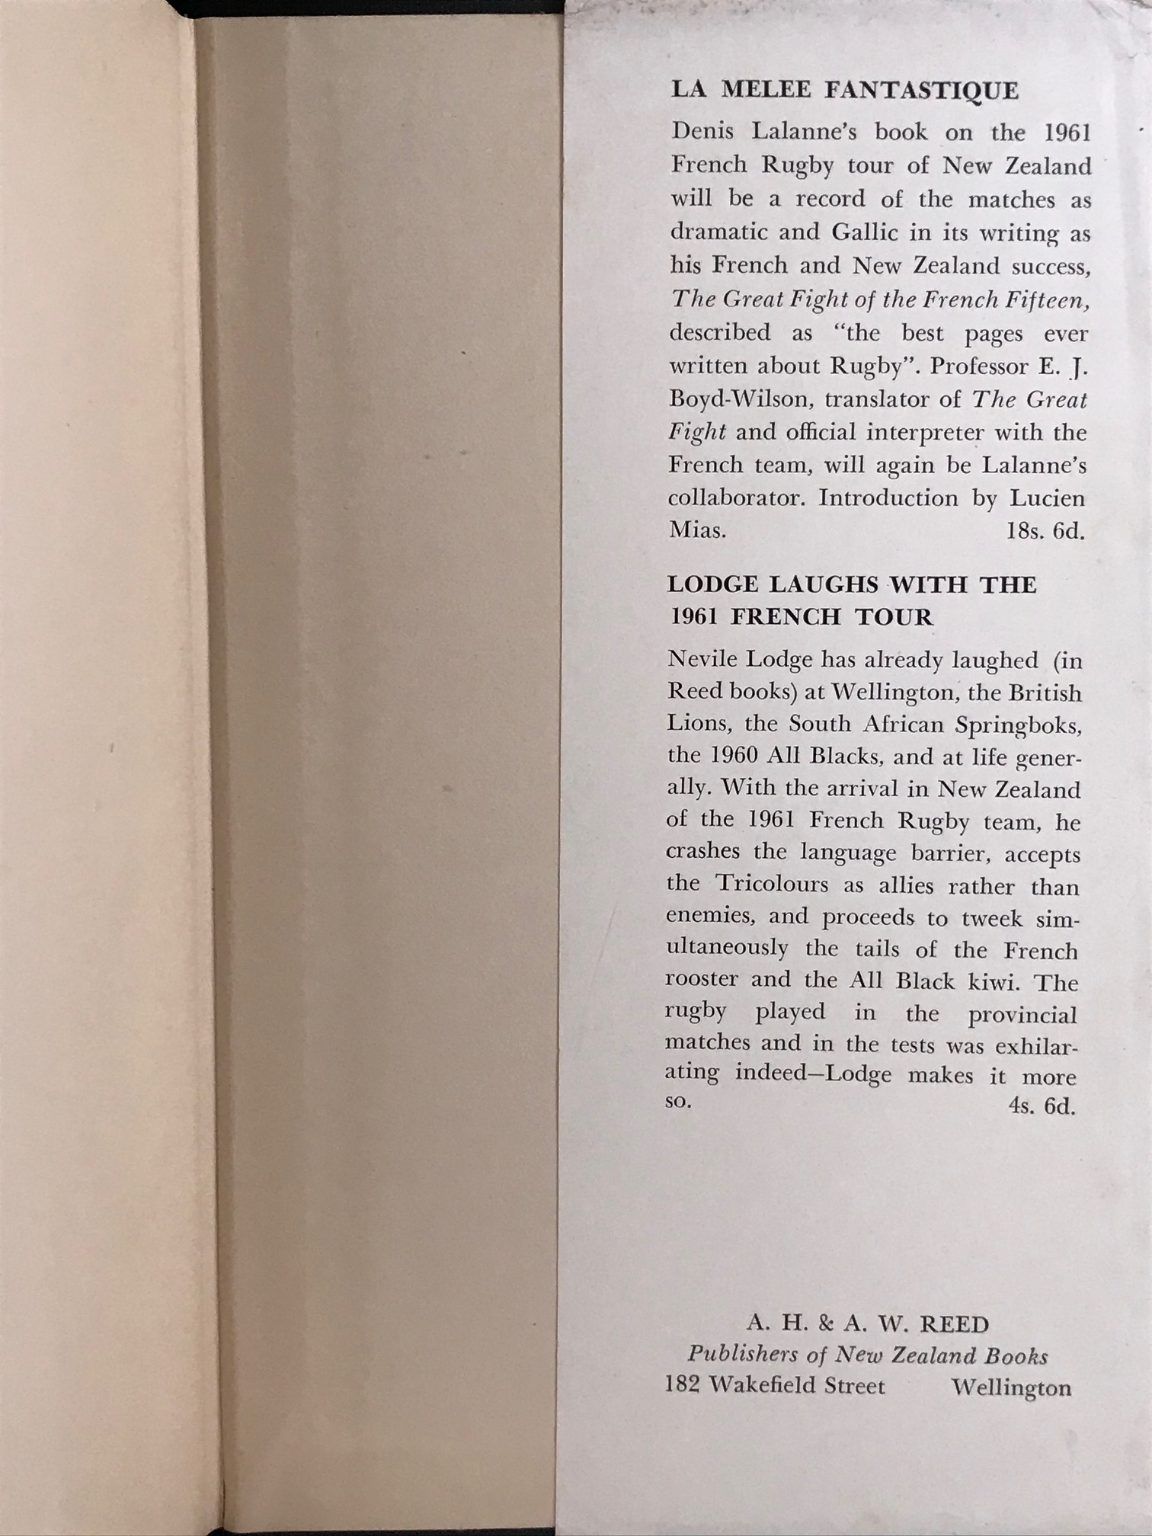 LA MELEE FANTASTIQUE
Denis Lalanne’s book on the 1961
French Rugby tour of New Zealand
will be a record of the matches as
dramatic and Gallic in its writing as
his French and New Zealand success,
The Great Fight of the French Fifteen,
described as “the best pages ever
written about Rugby”. Professor E. J.
Boyd-Wilson, translator of The Great
Fight and official interpreter with the
French team, will again be Lalanne’s
collaborator. Introduction by Lucien
Mias. 18s. 6d.
LODGE LAUGHS WITH THE
1961 FRENCH TOUR
Nevile Lodge has already laughed (in
Reed books) at Wellington, the British
Lions, the South African Springboks,
the 1960 All Blacks, and at life gener-
ally. With the arrival in New Zealand
of the 1961 French Rugby team, he
crashes the language barrier, accepts
the Tricolours as allies rather than
enemies, and proceeds to tweek sim-
ultaneously the tails of the French
rooster and the All Black kiwi. The
rugby played in the provincial
matches and in the tests was exhilar-
ating indeed—Lodge makes it more
so. 4s. 6d.
A. H. & A. W. REED
Publishers of New Zealand Books
182 Wakefield Street Wellington